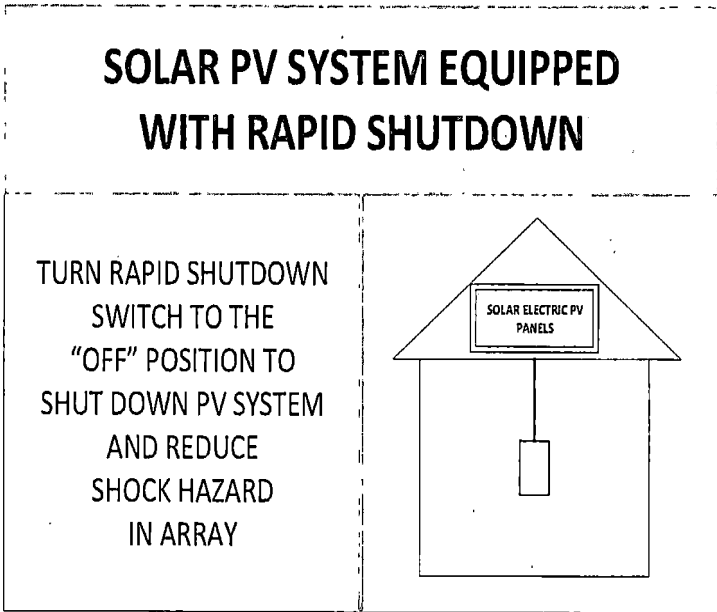 SOLAR PV SYSTEM EQUIPPED
WITH RAPID SHUTDOWN
TURN RAPID SHUTDOWN
SWITCH TO THE
“OFF” POSITION TO
SHUT DOWN PV SYSTEM
AND REDUCE
SHOCK HAZARD
IN ARRAY
SOLAR ELECTRIC PV
PANELS